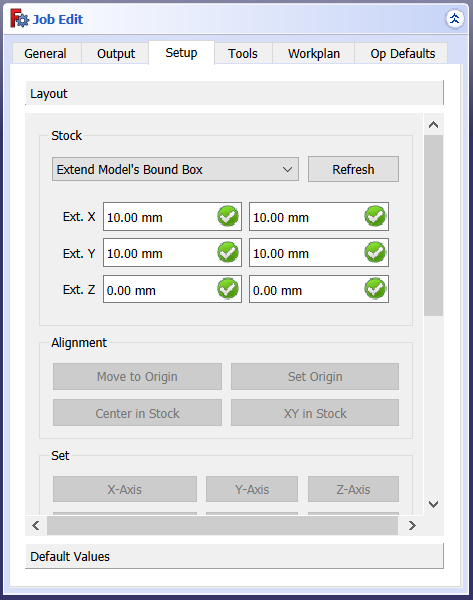 Job Edit
General Output Setup Tools Workplan Op Defaults
Layout
Stock
Extend Model's Bound Box Refresh
Ext. X 10.00 mm 10.00 mm
Ext. Y 10.00 mm 10.00 mm
Ext. Z 0.00 mm 0.00 mm
Alignment
Move to Origin Set Origin
Center in Stock XY in Stock
Set
X-Axis Y-Axis Z-Axis
Default Values